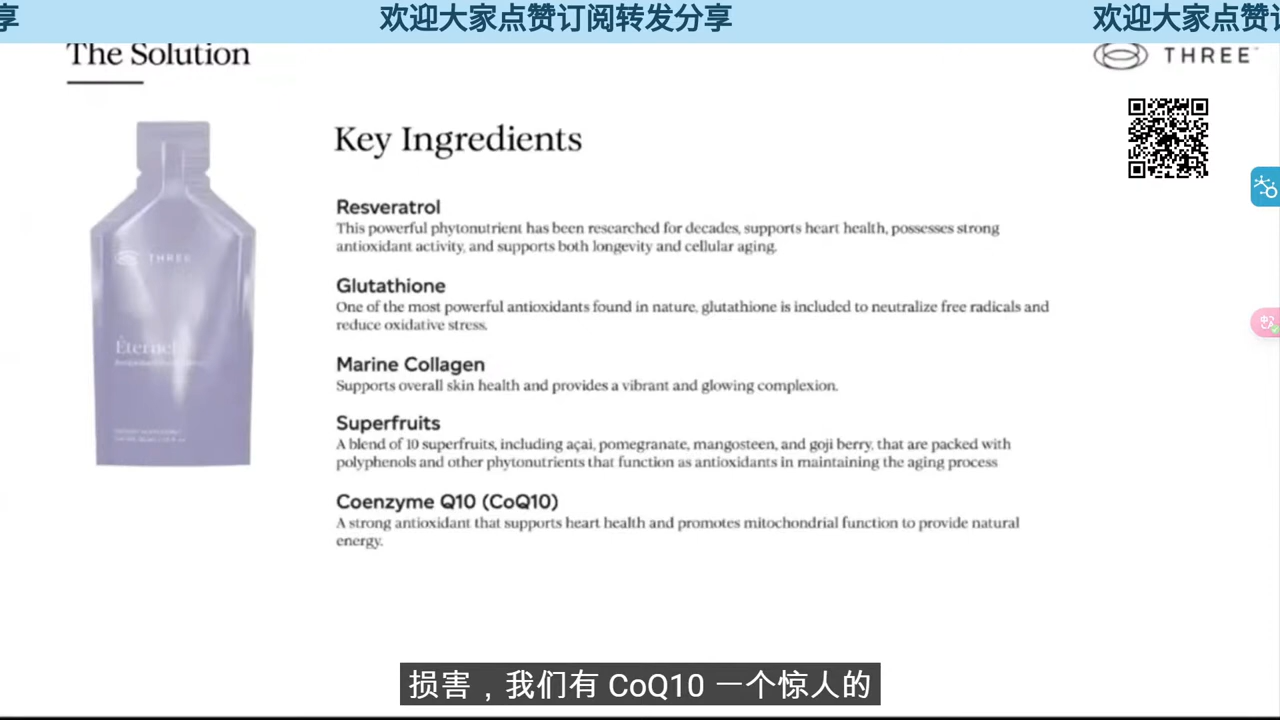 享
欢迎大家点赞订阅转发分享
欢迎大家点赞
The Solution
THREE
Key Ingredients
THREE
Éternel
Resveratrol
This powerful phytonutrient has been researched for decades, supports heart health, possesses strong
antioxidant activity, and supports both longevity and cellular aging.
Glutathione
One of the most powerful antioxidants found in nature, glutathione is included to neutralize free radicals and
reduce oxidative stress.
Marine Collagen
Supports overall skin health and provides a vibrant and glowing complexion.
Superfruits
A blend of 10 superfruits, including açai, pomegranate, mangosteen, and goji berry, that are packed with
polyphenols and other phytonutrients that function as antioxidants in maintaining the aging process
Coenzyme Q10 (CoQ10)
A strong antioxidant that supports heart health and promotes mitochondrial function to provide natural
energy.
损害，我们有 CoQ10 一个惊人的